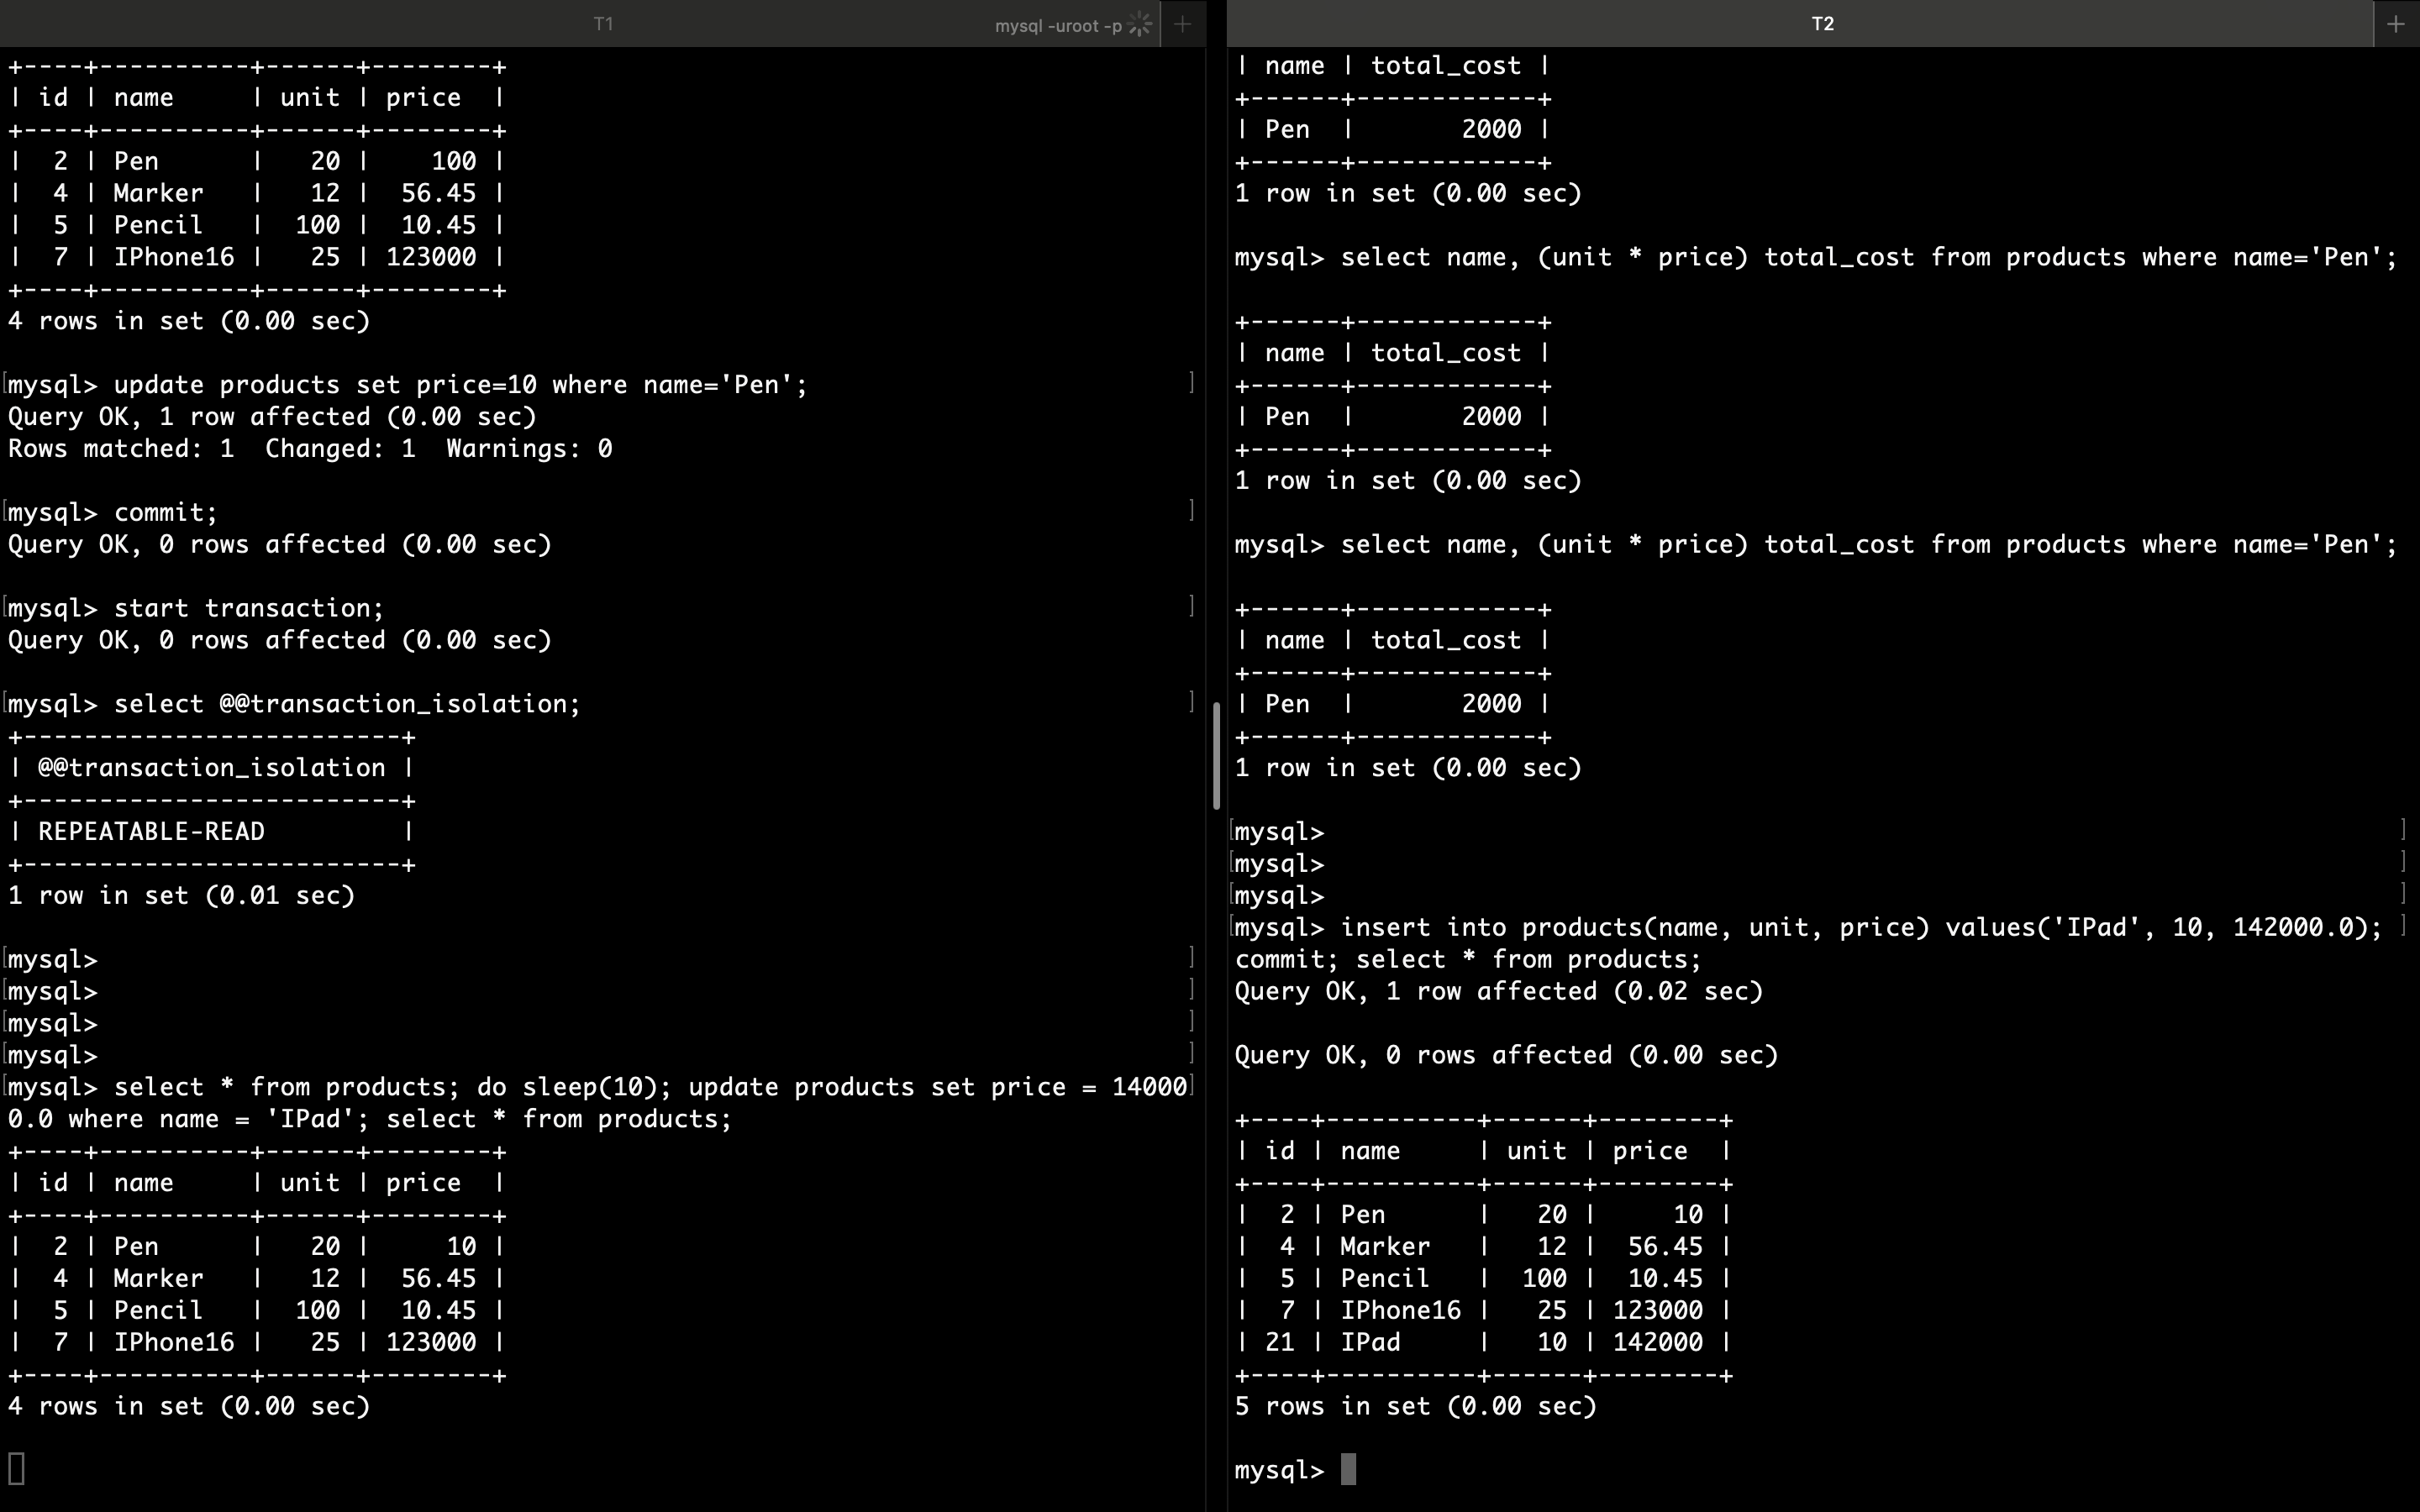 T1
mysql -uroot -p
+----+----------+------+--------+
| id | name     | unit | price  |
+----+----------+------+--------+
|  2 | Pen      |   20 |    100 |
|  4 | Marker   |   12 |  56.45 |
|  5 | Pencil   |  100 |  10.45 |
|  7 | IPhone16 |   25 | 123000 |
+----+----------+------+--------+
4 rows in set (0.00 sec)
[mysql> update products set price=10 where name='Pen'; ]
Query OK, 1 row affected (0.00 sec)
Rows matched: 1  Changed: 1  Warnings: 0
[mysql> commit; ]
Query OK, 0 rows affected (0.00 sec)
[mysql> start transaction; ]
Query OK, 0 rows affected (0.00 sec)
[mysql> select @@transaction_isolation; ]
+-------------------------+
| @@transaction_isolation |
+-------------------------+
| REPEATABLE-READ         |
+-------------------------+
1 row in set (0.01 sec)
[mysql> ]
[mysql> ]
[mysql> ]
[mysql> ]
[mysql> select * from products; do sleep(10); update products set price = 14000]
0.0 where name = 'IPad'; select * from products;
+----+----------+------+--------+
| id | name     | unit | price  |
+----+----------+------+--------+
|  2 | Pen      |   20 |     10 |
|  4 | Marker   |   12 |  56.45 |
|  5 | Pencil   |  100 |  10.45 |
|  7 | IPhone16 |   25 | 123000 |
+----+----------+------+--------+
4 rows in set (0.00 sec)
T2
| name | total_cost |
+------+------------+
| Pen  |       2000 |
+------+------------+
1 row in set (0.00 sec)
mysql> select name, (unit * price) total_cost from products where name='Pen';
+------+------------+
| name | total_cost |
+------+------------+
| Pen  |       2000 |
+------+------------+
1 row in set (0.00 sec)
mysql> select name, (unit * price) total_cost from products where name='Pen';
+------+------------+
| name | total_cost |
+------+------------+
| Pen  |       2000 |
+------+------------+
1 row in set (0.00 sec)
[mysql> ]
[mysql> ]
[mysql> ]
[mysql> insert into products(name, unit, price) values('IPad', 10, 142000.0); ]
commit; select * from products;
Query OK, 1 row affected (0.02 sec)
Query OK, 0 rows affected (0.00 sec)
+----+----------+------+--------+
| id | name     | unit | price  |
+----+----------+------+--------+
|  2 | Pen      |   20 |     10 |
|  4 | Marker   |   12 |  56.45 |
|  5 | Pencil   |  100 |  10.45 |
|  7 | IPhone16 |   25 | 123000 |
| 21 | IPad     |   10 | 142000 |
+----+----------+------+--------+
5 rows in set (0.00 sec)
mysql>